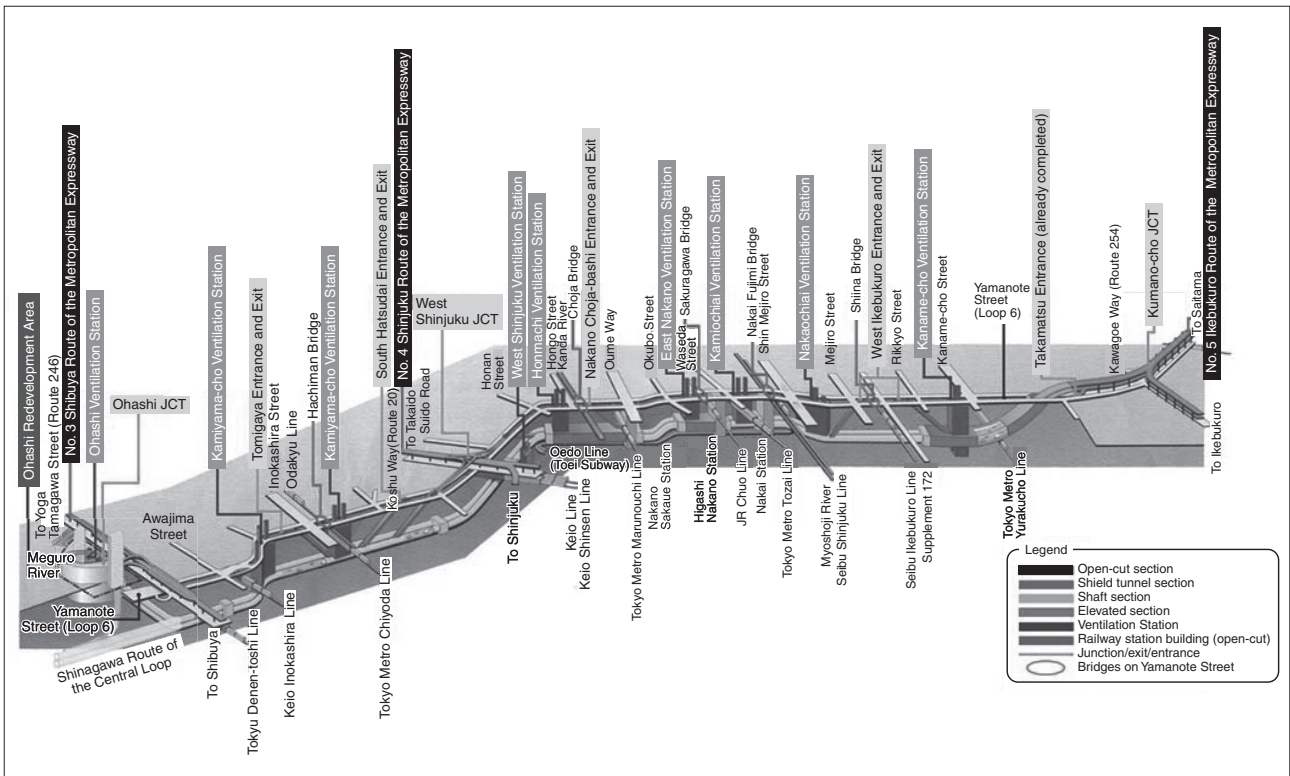 Ohashi Redevelopment Area
To Yoga
Tamagawa Street (Route 246)
No. 3 Shibuya Route of the Metropolitan Expressway
Ohashi Ventilation Station
Ohashi JCT
Awajima
Street
Kamiyama-cho Ventilation Station
Tomigaya Entrance and Exit
Inokashira Street
Odakyu Line
Hachiman Bridge
Kamiyama-cho Ventilation Station
South Hatsudai Entrance and Exit
Koshu Way(Route 20)
No. 4 Shinjuku Route of the Metropolitan Expressway
To Takaido
Suido Road
West
Shinjuku JCT
Honan
Street
West Shinjuku Ventilation Station
Honmachi Ventilation Station
Hongo Street
Kanda River
Choja Bridge
Nakano Choja-bashi Entrance and Exit
Oume Way
Okubo Street
East Nakano Ventilation Station
Waseda
Street
Sakuragawa Bridge
Kamiochiai Ventilation Station
Nakai Fujimi Bridge
Shin Mejiro Street
Nakaochiai Ventilation Station
Mejiro Street
Shiina Bridge
West Ikebukuro Entrance and Exit
Rikkyo Street
Kaname-cho Ventilation Station
Kaname-cho Street
Yamanote
Street
(Loop 6)
Takamatsu Entrance (already completed)
Kawagoe Way (Route 254)
Kumano-cho JCT
To Saitama
No. 5 Ikebukuro Route of the Metropolitan Expressway
Meguro
River
Yamanote
Street (Loop 6)
Shinagawa Route of
the Central Loop
To Shibuya
Tokyu Denen-toshi Line
Keio Inokashira Line
Tokyo Metro Chiyoda Line
To Shinjuku
Oedo Line
(Toei Subway)
Keio Line
Keio Shinsen Line
Tokyo Metro Marunouchi Line
Nakano
Sakaue Station
Higashi
Nakano Station
JR Chuo Line
Nakai Station
Tokyo Metro Tozai Line
Myoshoji River
Seibu Shinjuku Line
Seibu Ikebukuro Line
Supplement 172
Tokyo Metro
Yurakucho Line
To Ikebukuro
Legend
Open-cut section
Shield tunnel section
Shaft section
Elevated section
Ventilation Station
Railway station building (open-cut)
Junction/exit/entrance
Bridges on Yamanote Street